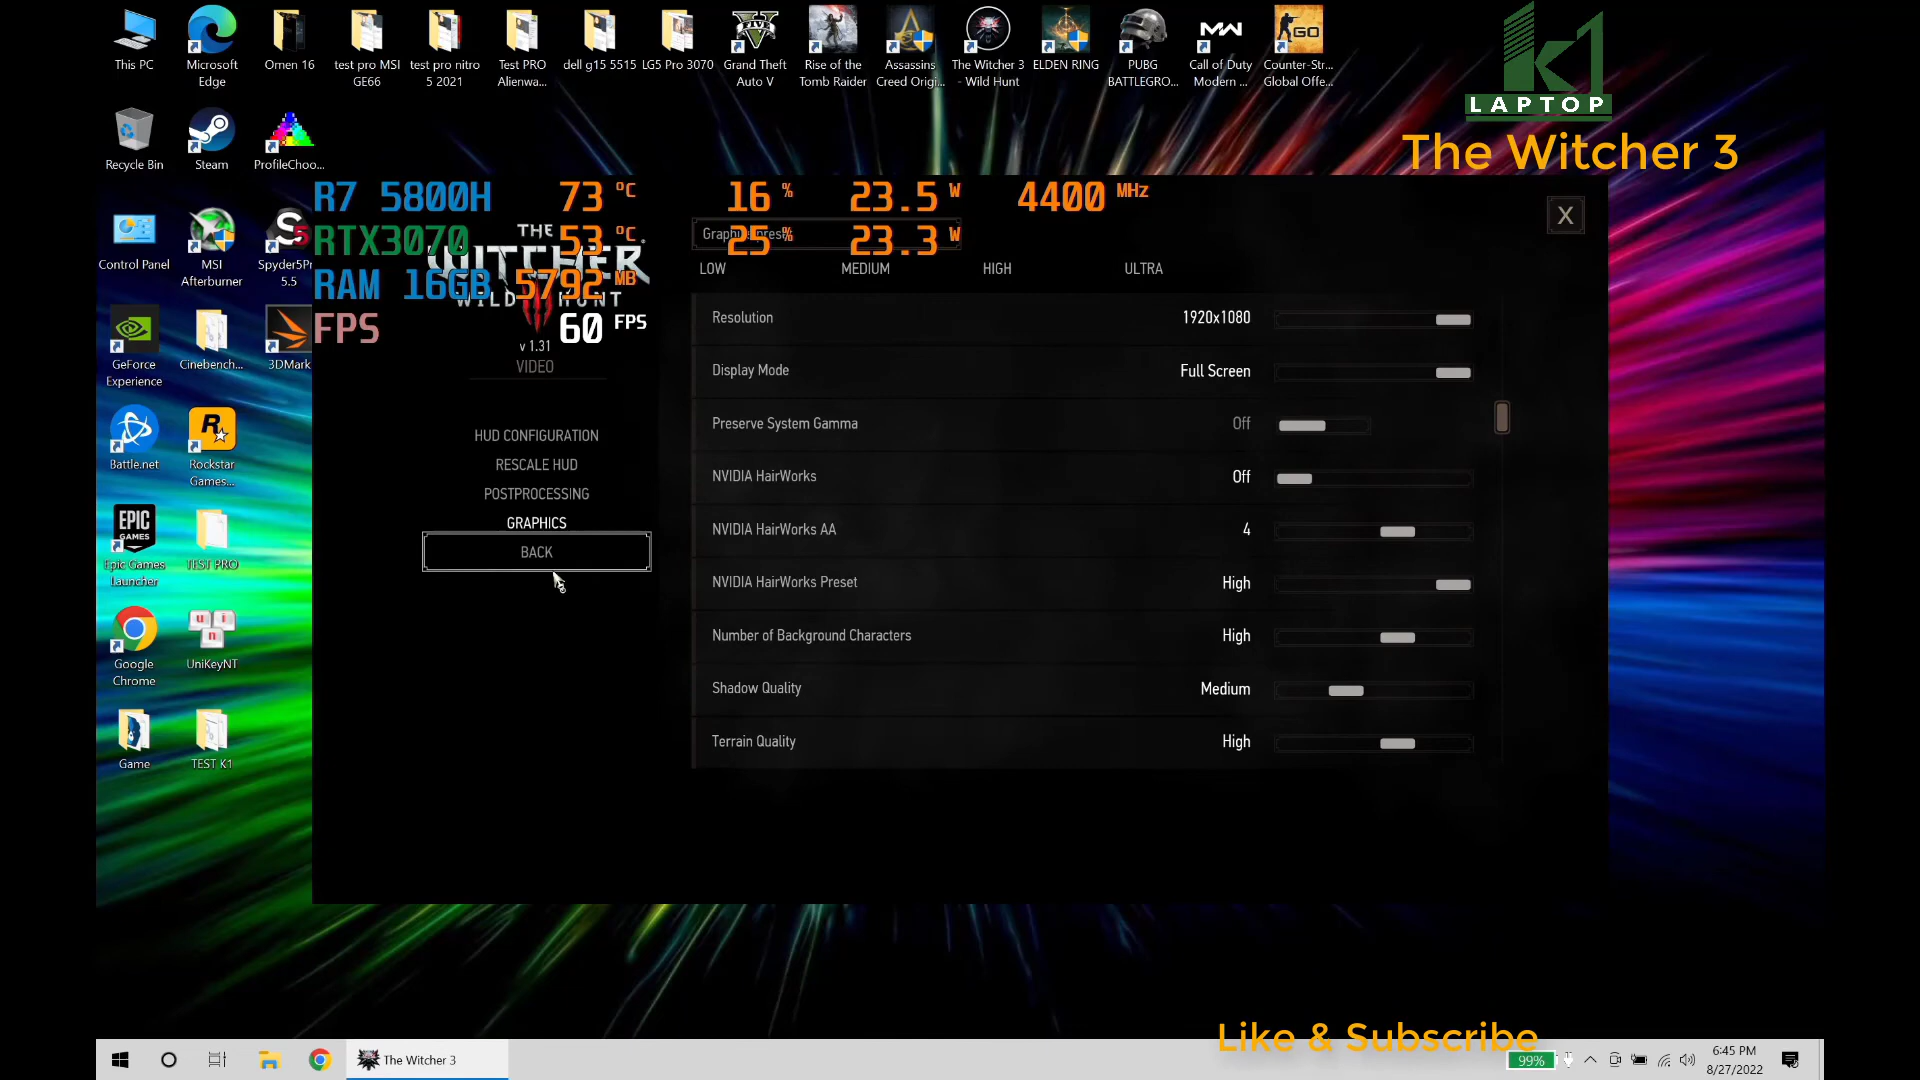 This PC
Microsoft
Edge
Omen 16
test pro MSI
GE66
test pro nitro
5 2021
Test PRO
Alienwa...
dell g15 5515
LG5 Pro 3070
Grand Theft
Auto V
Rise of the
Tomb Raider
Assassins
Creed Origi...
The Witcher 3
- Wild Hunt
ELDEN RING
PUBG
BATTLEGRO...
Call of Duty
Modern ...
Counter-Str...
Global Offe...
K1
LAPTOP
The Witcher 3
Recycle Bin
Steam
ProfileChoo...
R7 5800H 73 °C 16 % 23.5 W 4400 MHz
RTX3070 53 °C 25 % 23.3 W
RAM 16GB 5792 MB
FPS 60 FPS
THE
WITCHER
WILD HUNT
v 1.31
VIDEO
HUD CONFIGURATION
RESCALE HUD
POSTPROCESSING
GRAPHICS
BACK
X
LOW MEDIUM HIGH ULTRA
Resolution 1920x1080
Display Mode Full Screen
Preserve System Gamma Off
NVIDIA HairWorks Off
NVIDIA HairWorks AA 4
NVIDIA HairWorks Preset High
Number of Background Characters High
Shadow Quality Medium
Terrain Quality High
Control Panel
MSI
Afterburner
Spyder5Pr
5.5
GeForce
Experience
Cinebench...
3DMark
Battle.net
Rockstar
Games...
EPIC
GAMES
Epic Games
Launcher
TEST PRO
Google
Chrome
UniKeyNT
Game
TEST K1
Like & Subscribe
The Witcher 3
99%
6:45 PM
8/27/2022